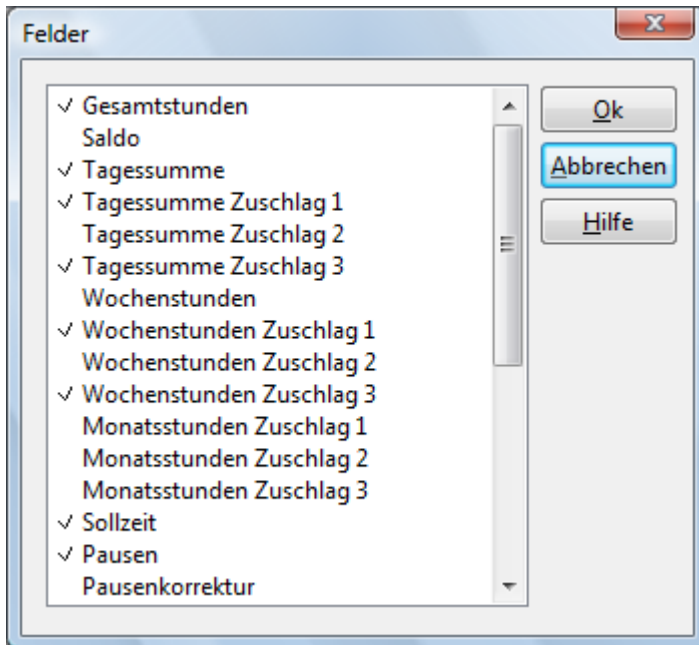 Felder
Gesamtstunden
Saldo
Tagessumme
Tagessumme Zuschlag 1
Tagessumme Zuschlag 2
Tagessumme Zuschlag 3
Wochenstunden
Wochenstunden Zuschlag 1
Wochenstunden Zuschlag 2
Wochenstunden Zuschlag 3
Monatsstunden Zuschlag 1
Monatsstunden Zuschlag 2
Monatsstunden Zuschlag 3
Sollzeit
Pausen
Pausenkorrektur
Ok
Abbrechen
Hilfe